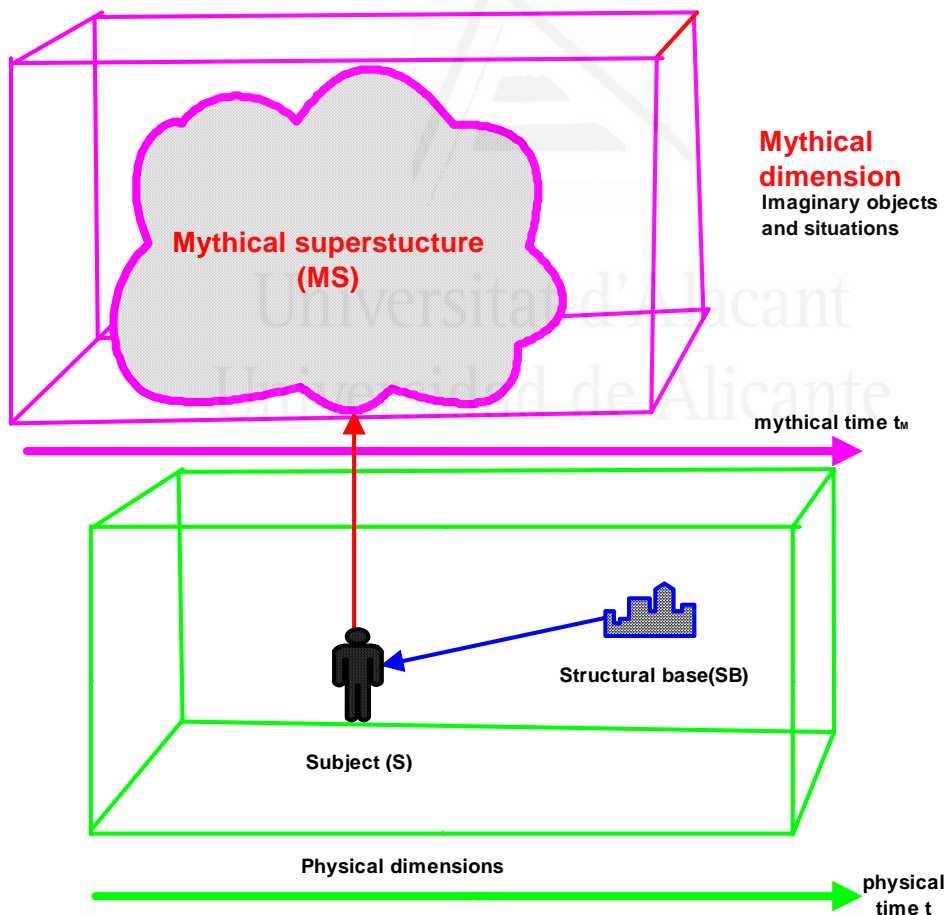 Mythical
dimension
Imaginary objects
and situations
Mythical superstucture
(MS)
Universitat d'Alacant
Universidad de Alicante
mythical time tM
Structural base(SB)
Subject (S)
Physical dimensions
physical
time t